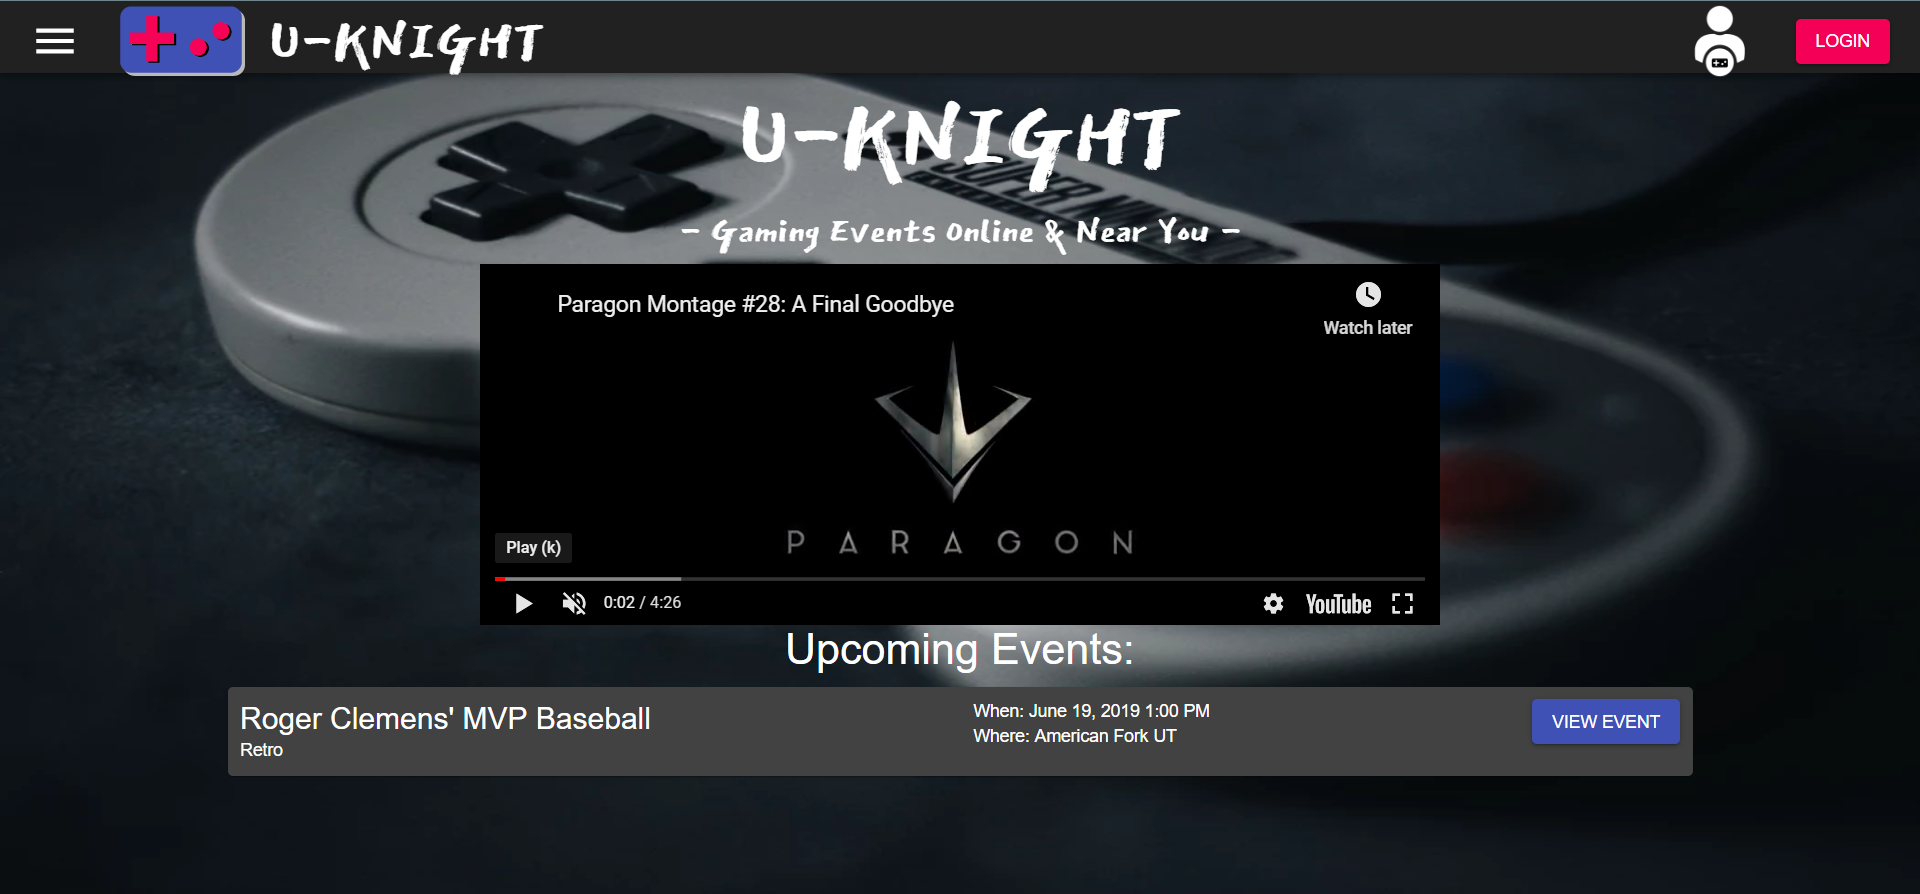 U-KNIGHT
LOGIN
U-KNIGHT
SUPER
- Gaming Events Online & Near You -
Paragon Montage #28: A Final Goodbye
Watch later
PARAGON
Play (k)
0:02 / 4:26
YouTube
Upcoming Events:
Roger Clemens' MVP Baseball
Retro
When: June 19, 2019 1:00 PM
Where: American Fork UT
VIEW EVENT